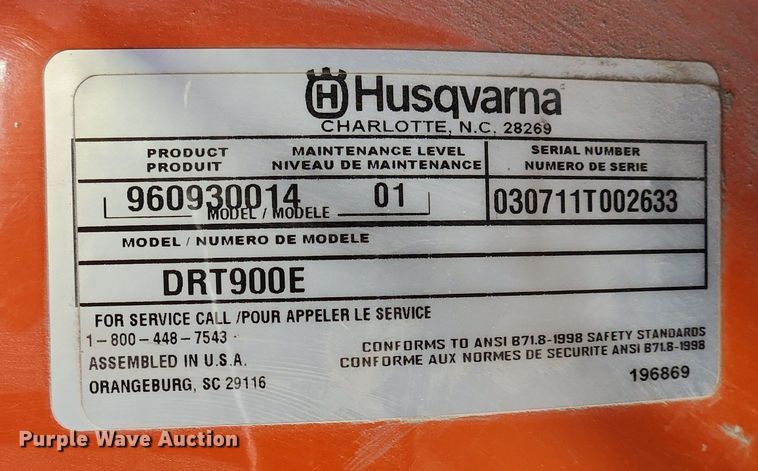 H Husqvarna
CHARLOTTE, N.C. 28269
PRODUCT MAINTENANCE LEVEL SERIAL NUMBER
PRODUIT NIVEAU DE MAINTENANCE NUMERO DE SERIE
960930014 01 030711T002633
MODEL / MODELE
MODEL / NUMERO DE MODELE
DRT900E
FOR SERVICE CALL /POUR APPELER LE SERVICE
1-800-448-7543
ASSEMBLED IN U.S.A.
ORANGEBURG, SC 29116
CONFORMS TO ANSI B71.8-1998 SAFETY STANDARDS
CONFORME AUX NORMES DE SECURITE ANSI B71.8-1998
196869
Purple Wave Auction